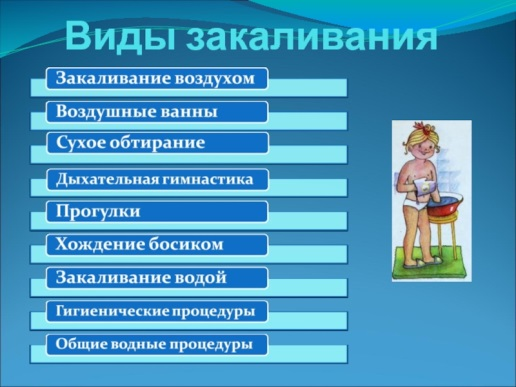 Виды закаливания
Закаливание воздухом
Воздушные ванны
Сухое обтирание
Дыхательная гимнастика
Прогулки
Хождение босиком
Закаливание водой
Гигиенические процедуры
Общие водные процедуры